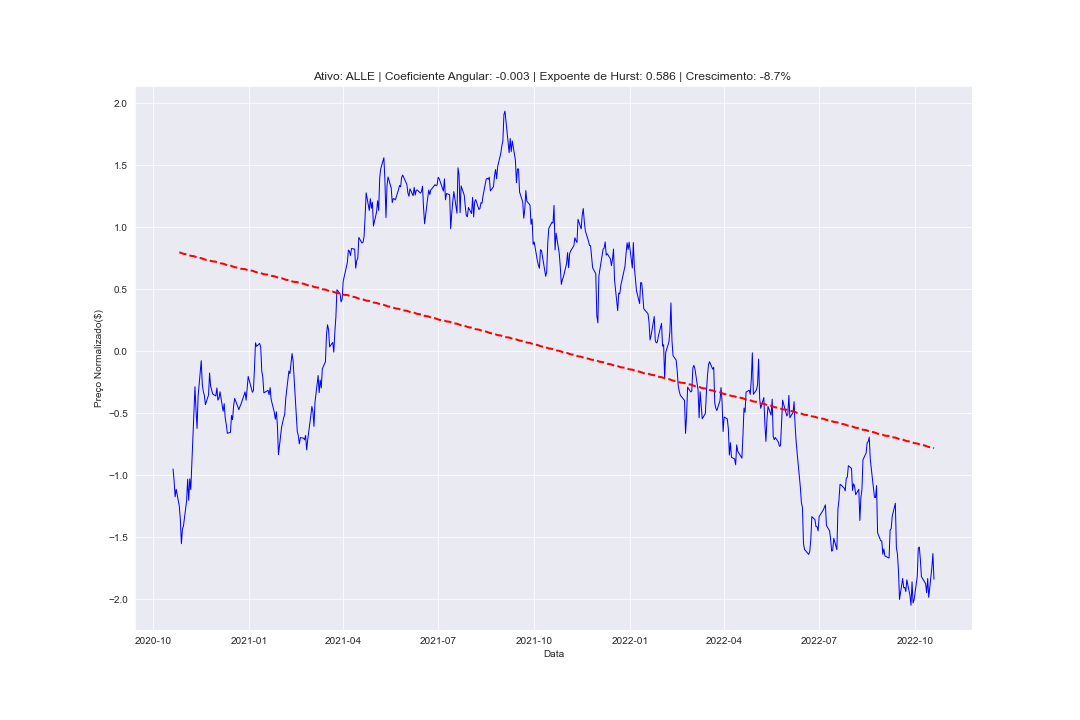 Ativo: ALLE | Coeficiente Angular: -0.003 | Expoente de Hurst: 0.586 | Crescimento: -8.7%
2.0
1.5
1.0
0.5
0.0
−0.5
−1.0
−1.5
−2.0
Preço Normalizado($)
2020-10 2021-01 2021-04 2021-07 2021-10 2022-01 2022-04 2022-07 2022-10
Data